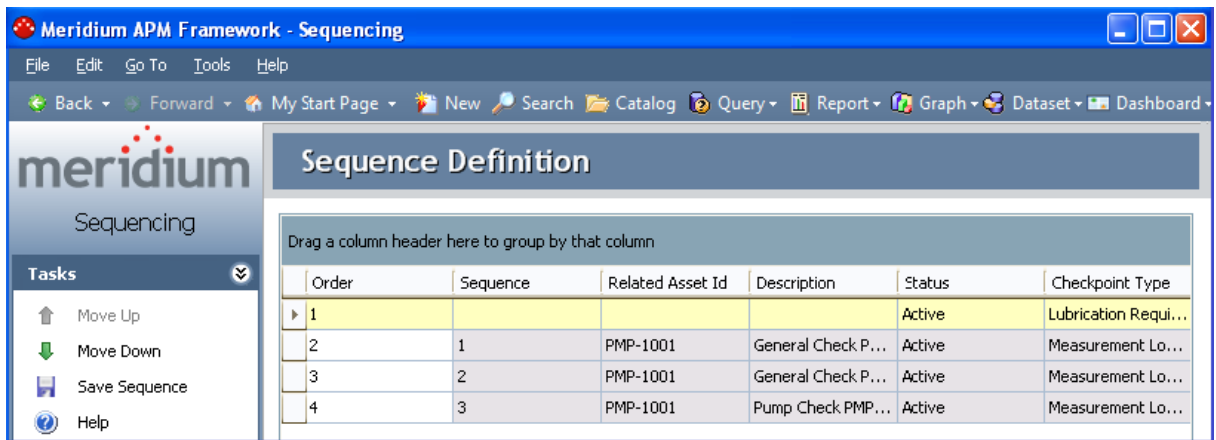 Meridium APM Framework - Sequencing
File Edit Go To Tools Help
Back Forward My Start Page New Search Catalog Query Report Graph Dataset Dashboard
meridium
Sequencing
Sequence Definition
Drag a column header here to group by that column
Tasks
Move Up
Move Down
Save Sequence
Help
Order Sequence Related Asset Id Description Status Checkpoint Type
1 Active Lubrication Requi...
2 1 PMP-1001 General Check P... Active Measurement Lo...
3 2 PMP-1001 General Check P... Active Measurement Lo...
4 3 PMP-1001 Pump Check PMP... Active Measurement Lo...